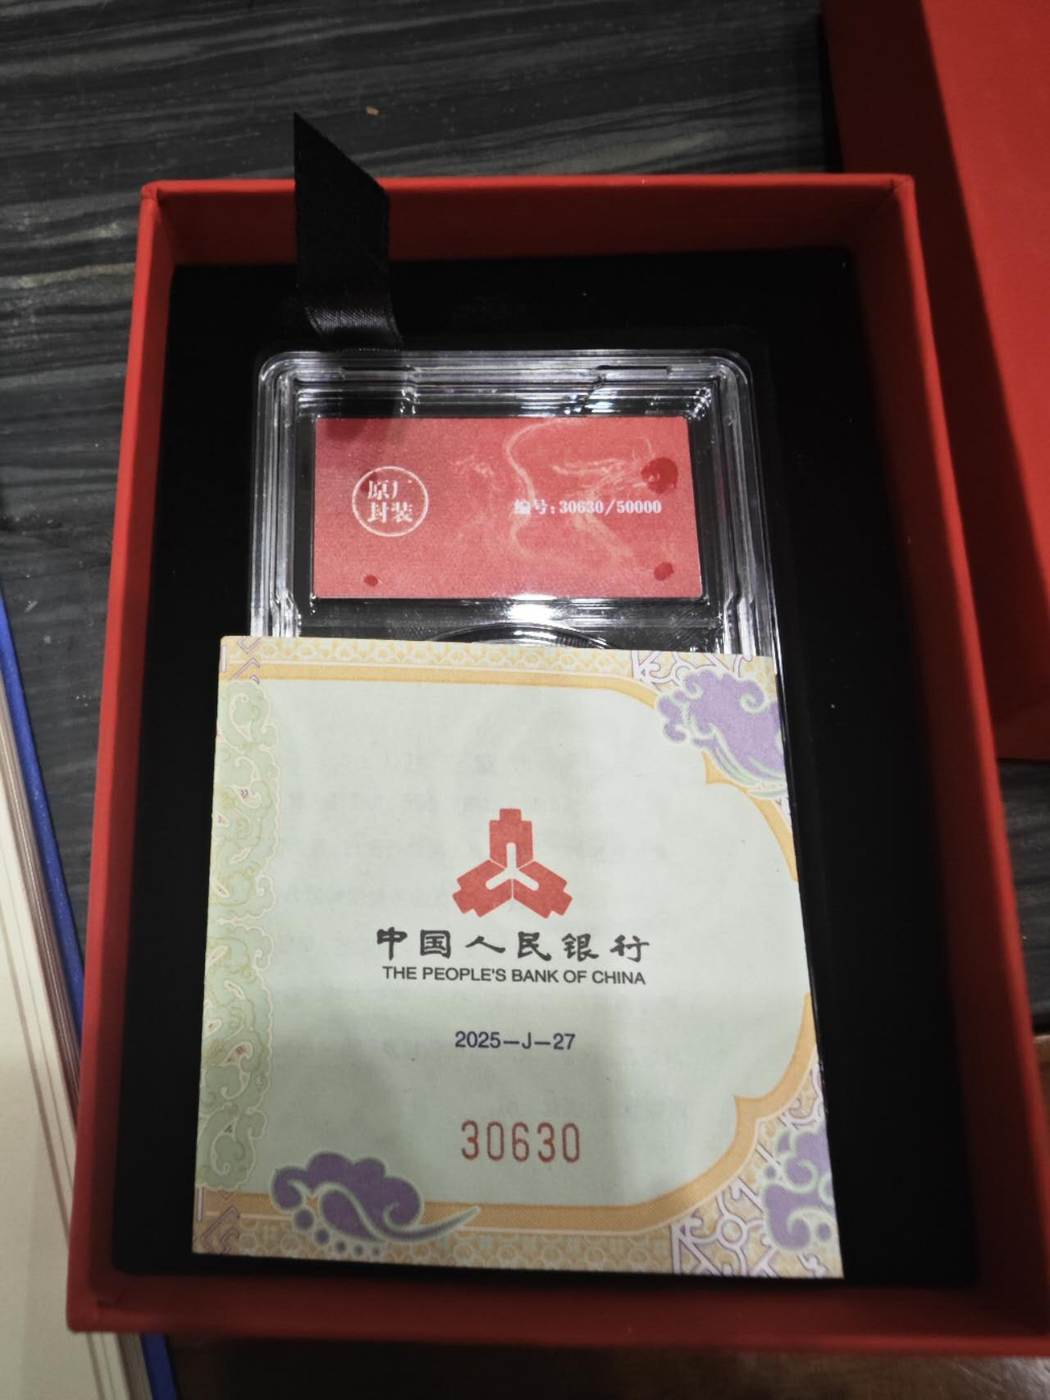 原厂
封装
编号:30630/50000
中国人民银行
THE PEOPLE'S BANK OF CHINA
2025—J—27
30630